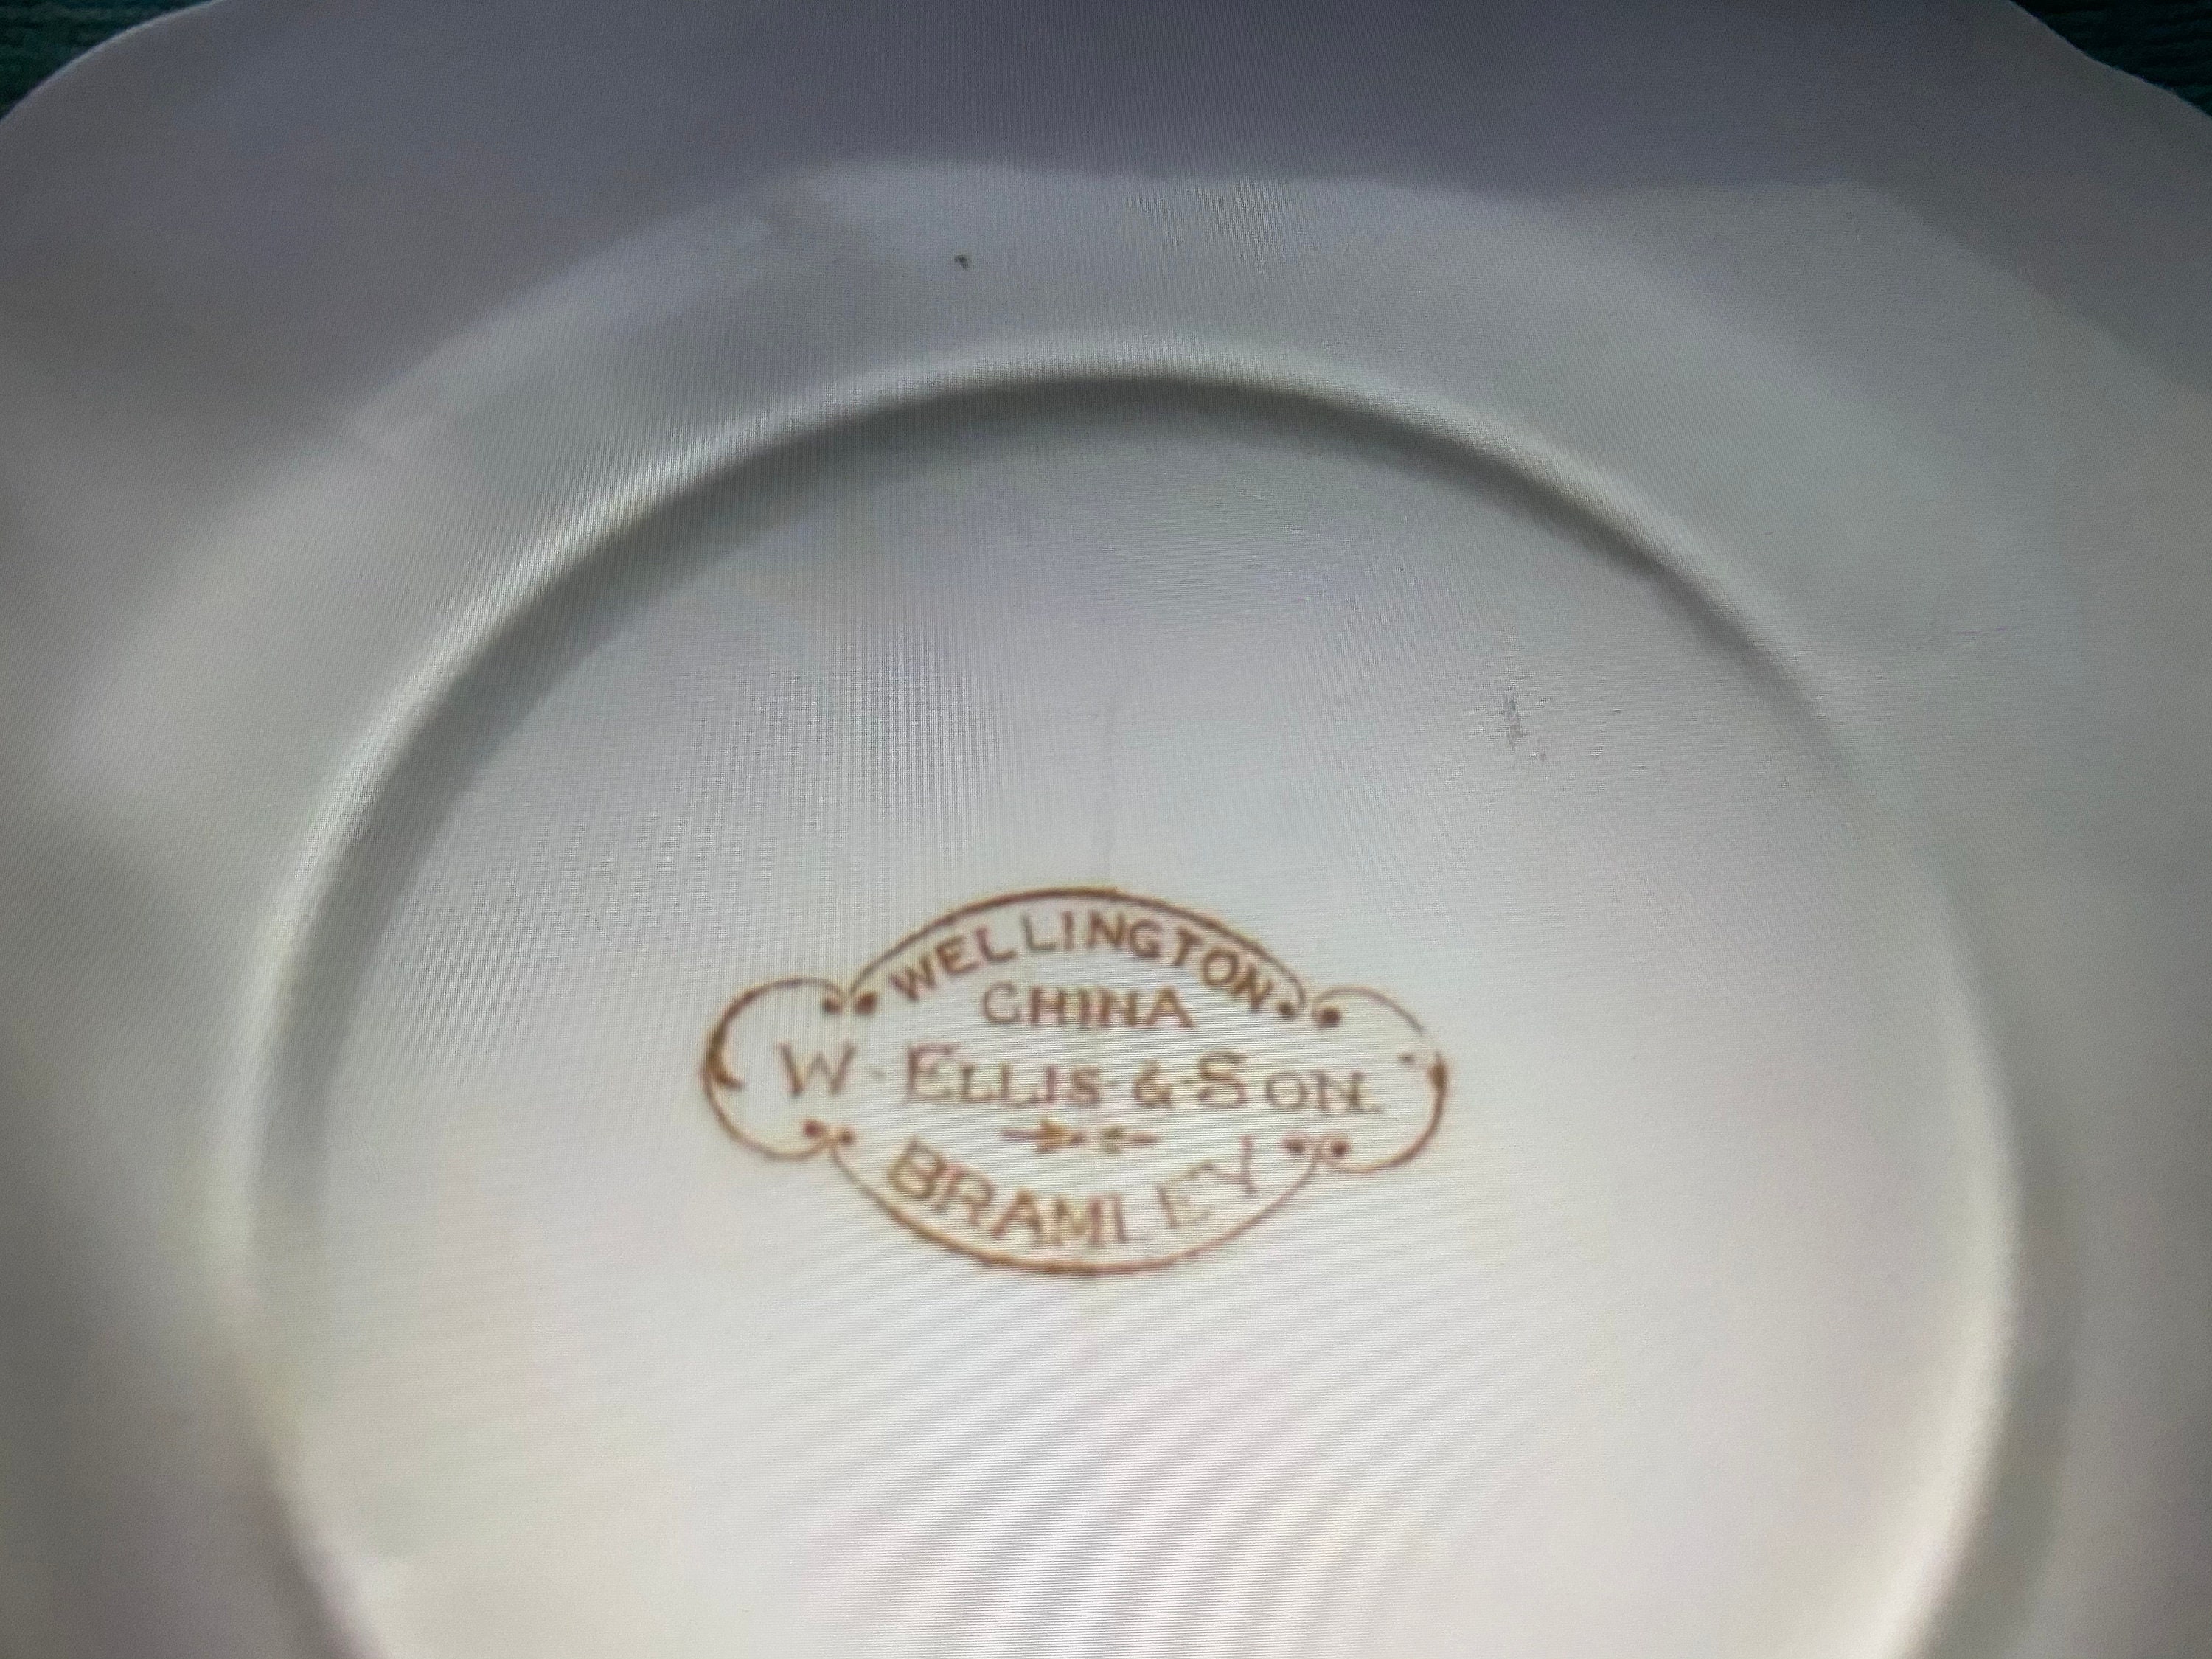 WELLINGTON
CHINA
W. ELLIS & SON.
BRAMLEY